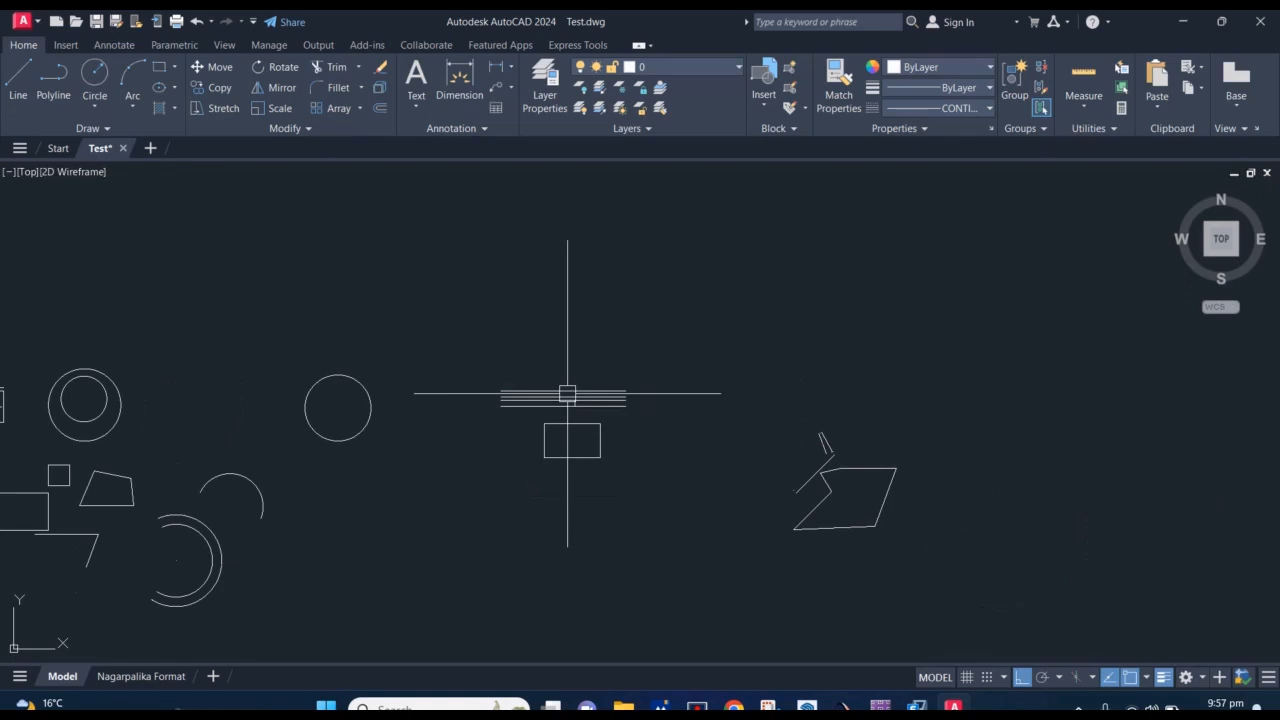 A Share Autodesk AutoCAD 2024 Test.dwg Type a keyword or phrase Sign In
Home Insert Annotate Parametric View Manage Output Add-ins Collaborate Featured Apps Express Tools
Line Polyline Circle Arc Move Rotate Trim Text Dimension Layer Properties 0 Insert Match Properties ByLayer Group Measure Paste Base
Copy Mirror Fillet ByLayer
Stretch Scale Array CONTI...
Draw Modify Annotation Layers Block Properties Groups Utilities Clipboard View
Start Test*
[−][Top][2D Wireframe]
N
W TOP E
S
WCS
Y
X
Model Nagarpalika Format MODEL
16°C Search 9:57 pm